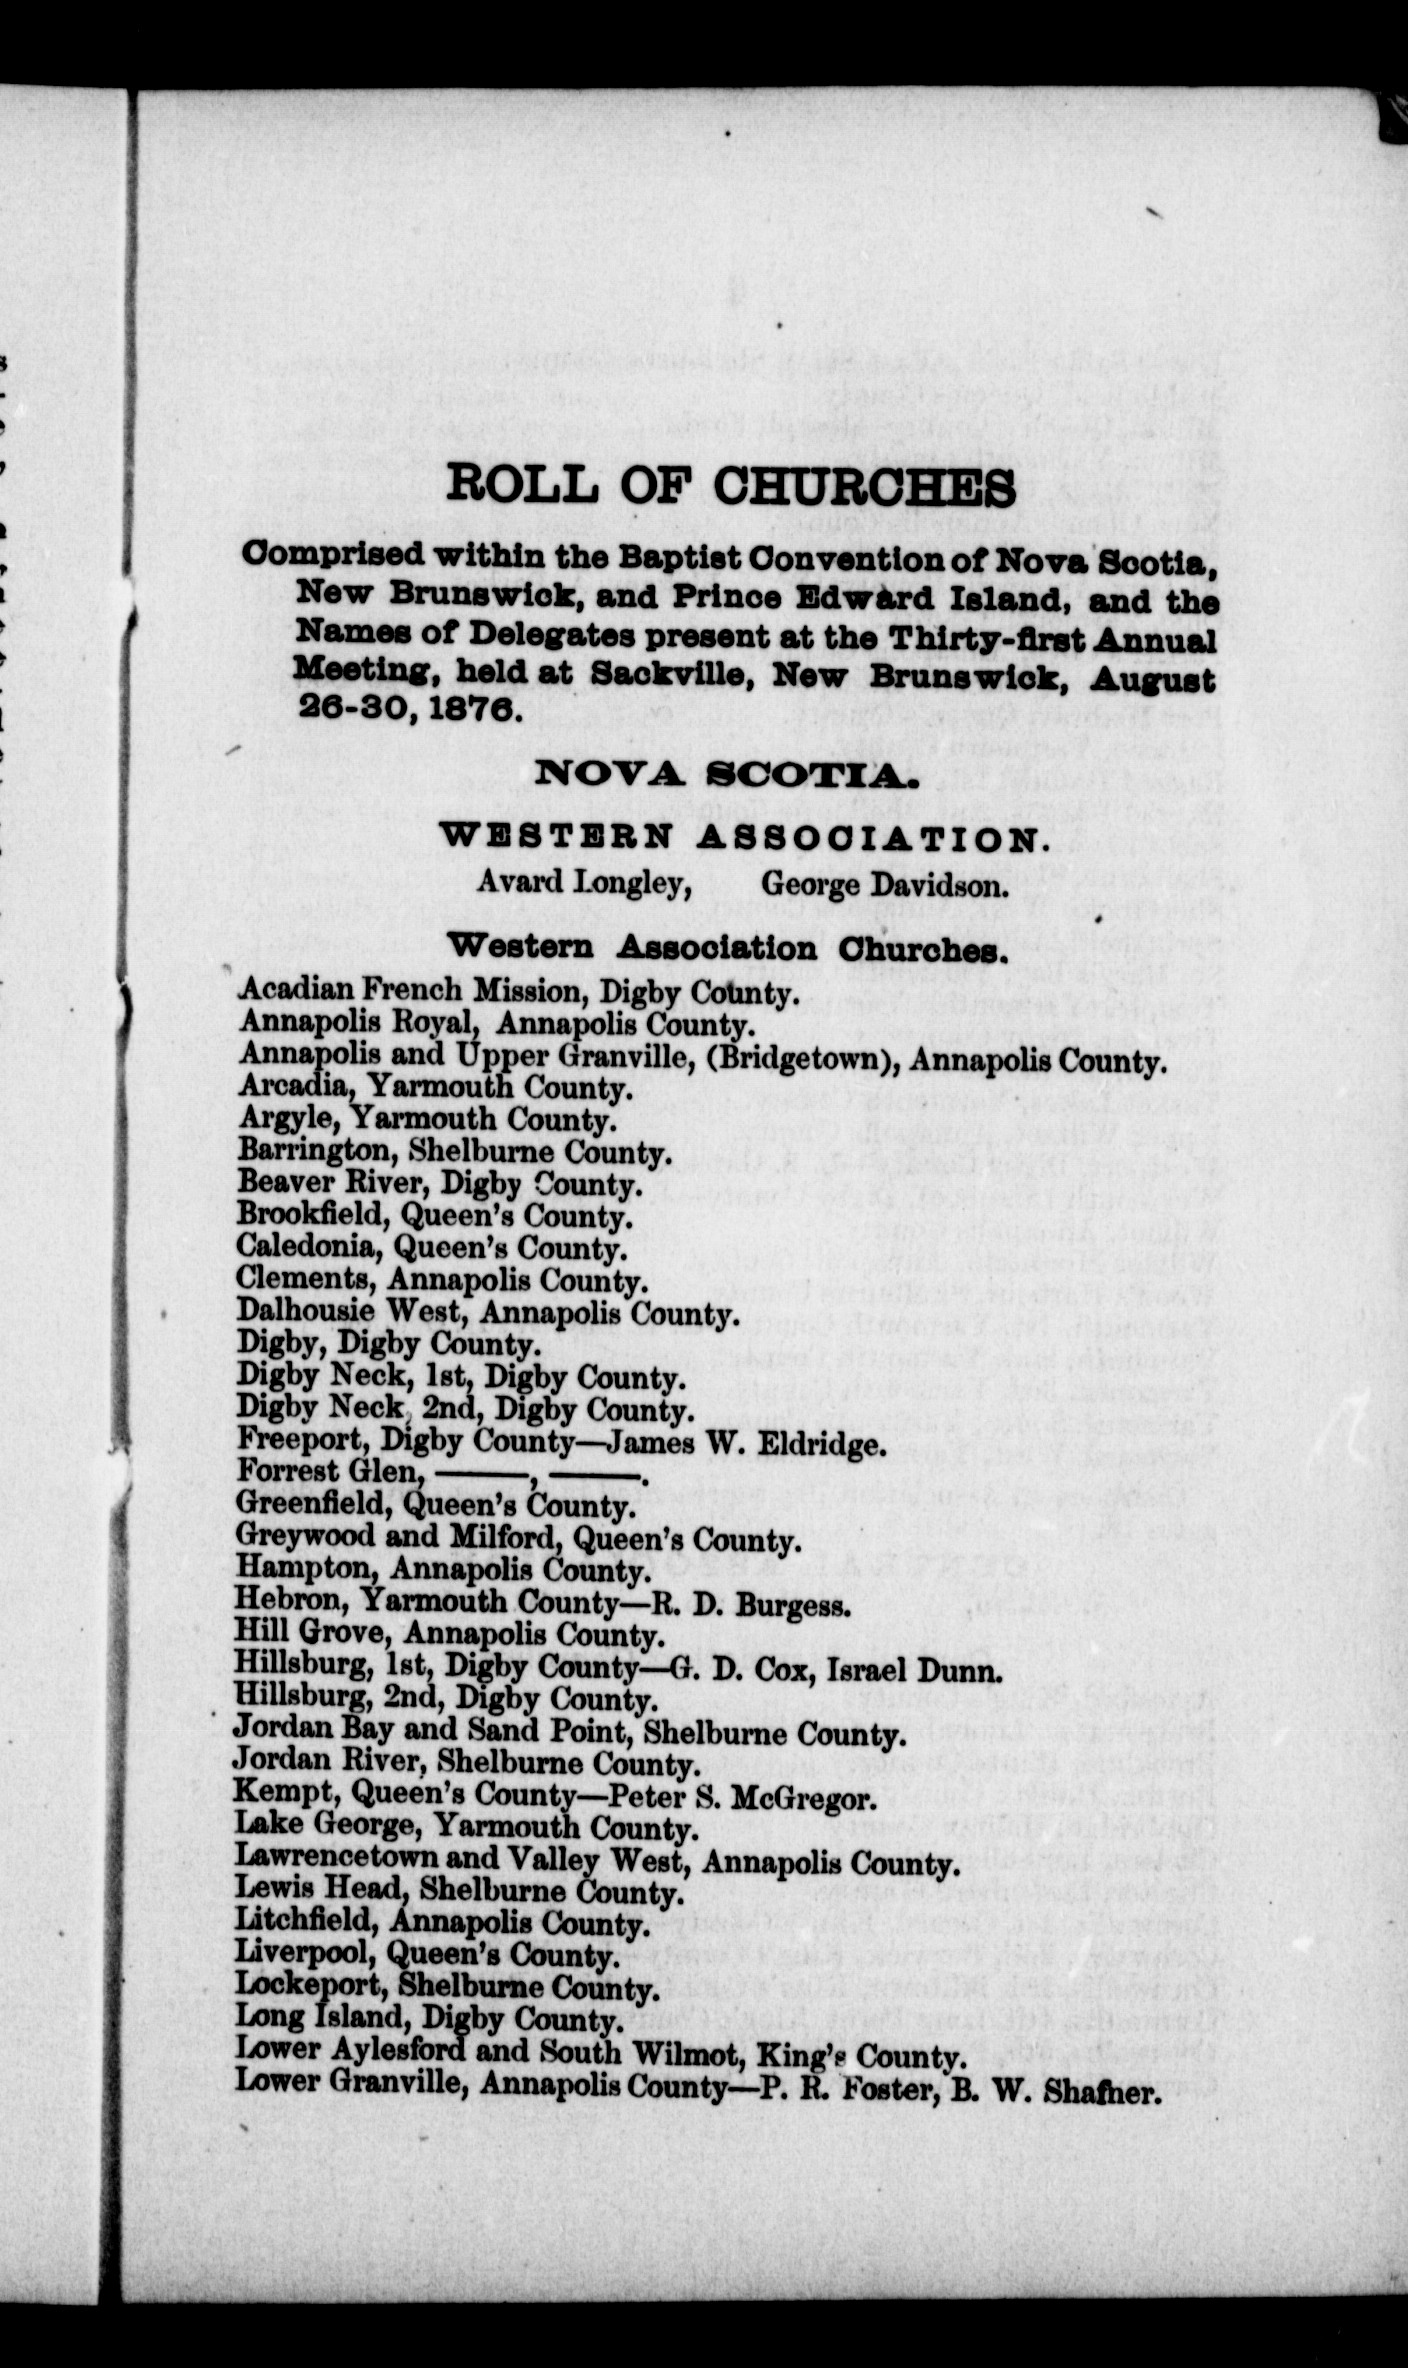 ROLL OF CHURCHES
Comprised within the Baptist Convention of Nova Scotia,
New Brunswick, and Prince Edward Island, and the
Names of Delegates present at the Thirty-first Annual
Meeting, held at Sackville, New Brunswick, August
26-30, 1876.
NOVA SCOTIA.
WESTERN ASSOCIATION.
Avard Longley, George Davidson.
Western Association Churches.
Acadian French Mission, Digby County.
Annapolis Royal, Annapolis County.
Annapolis and Upper Granville, (Bridgetown), Annapolis County.
Arcadia, Yarmouth County.
Argyle, Yarmouth County.
Barrington, Shelburne County.
Beaver River, Digby County.
Brookfield, Queen's County.
Caledonia, Queen's County.
Clements, Annapolis County.
Dalhousie West, Annapolis County.
Digby, Digby County.
Digby Neck, 1st, Digby County.
Digby Neck, 2nd, Digby County.
Freeport, Digby County—James W. Eldridge.
Forrest Glen, ———, ———.
Greenfield, Queen's County.
Greywood and Milford, Queen's County.
Hampton, Annapolis County.
Hebron, Yarmouth County—R. D. Burgess.
Hill Grove, Annapolis County.
Hillsburg, 1st, Digby County—G. D. Cox, Israel Dunn.
Hillsburg, 2nd, Digby County.
Jordan Bay and Sand Point, Shelburne County.
Jordan River, Shelburne County.
Kempt, Queen's County—Peter S. McGregor.
Lake George, Yarmouth County.
Lawrencetown and Valley West, Annapolis County.
Lewis Head, Shelburne County.
Litchfield, Annapolis County.
Liverpool, Queen's County.
Lockeport, Shelburne County.
Long Island, Digby County.
Lower Aylesford and South Wilmot, King's County.
Lower Granville, Annapolis County—P. R. Foster, B. W. Shafner.